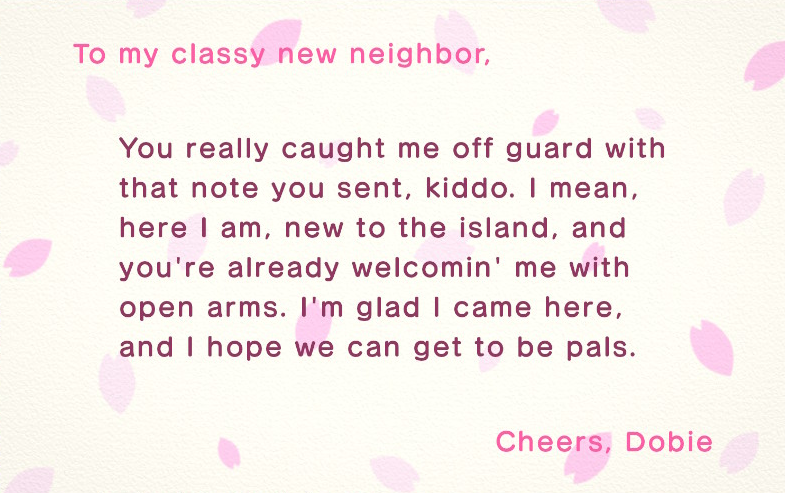 To my classy new neighbor,
You really caught me off guard with
that note you sent, kiddo. I mean,
here I am, new to the island, and
you're already welcomin' me with
open arms. I'm glad I came here,
and I hope we can get to be pals.
Cheers, Dobie